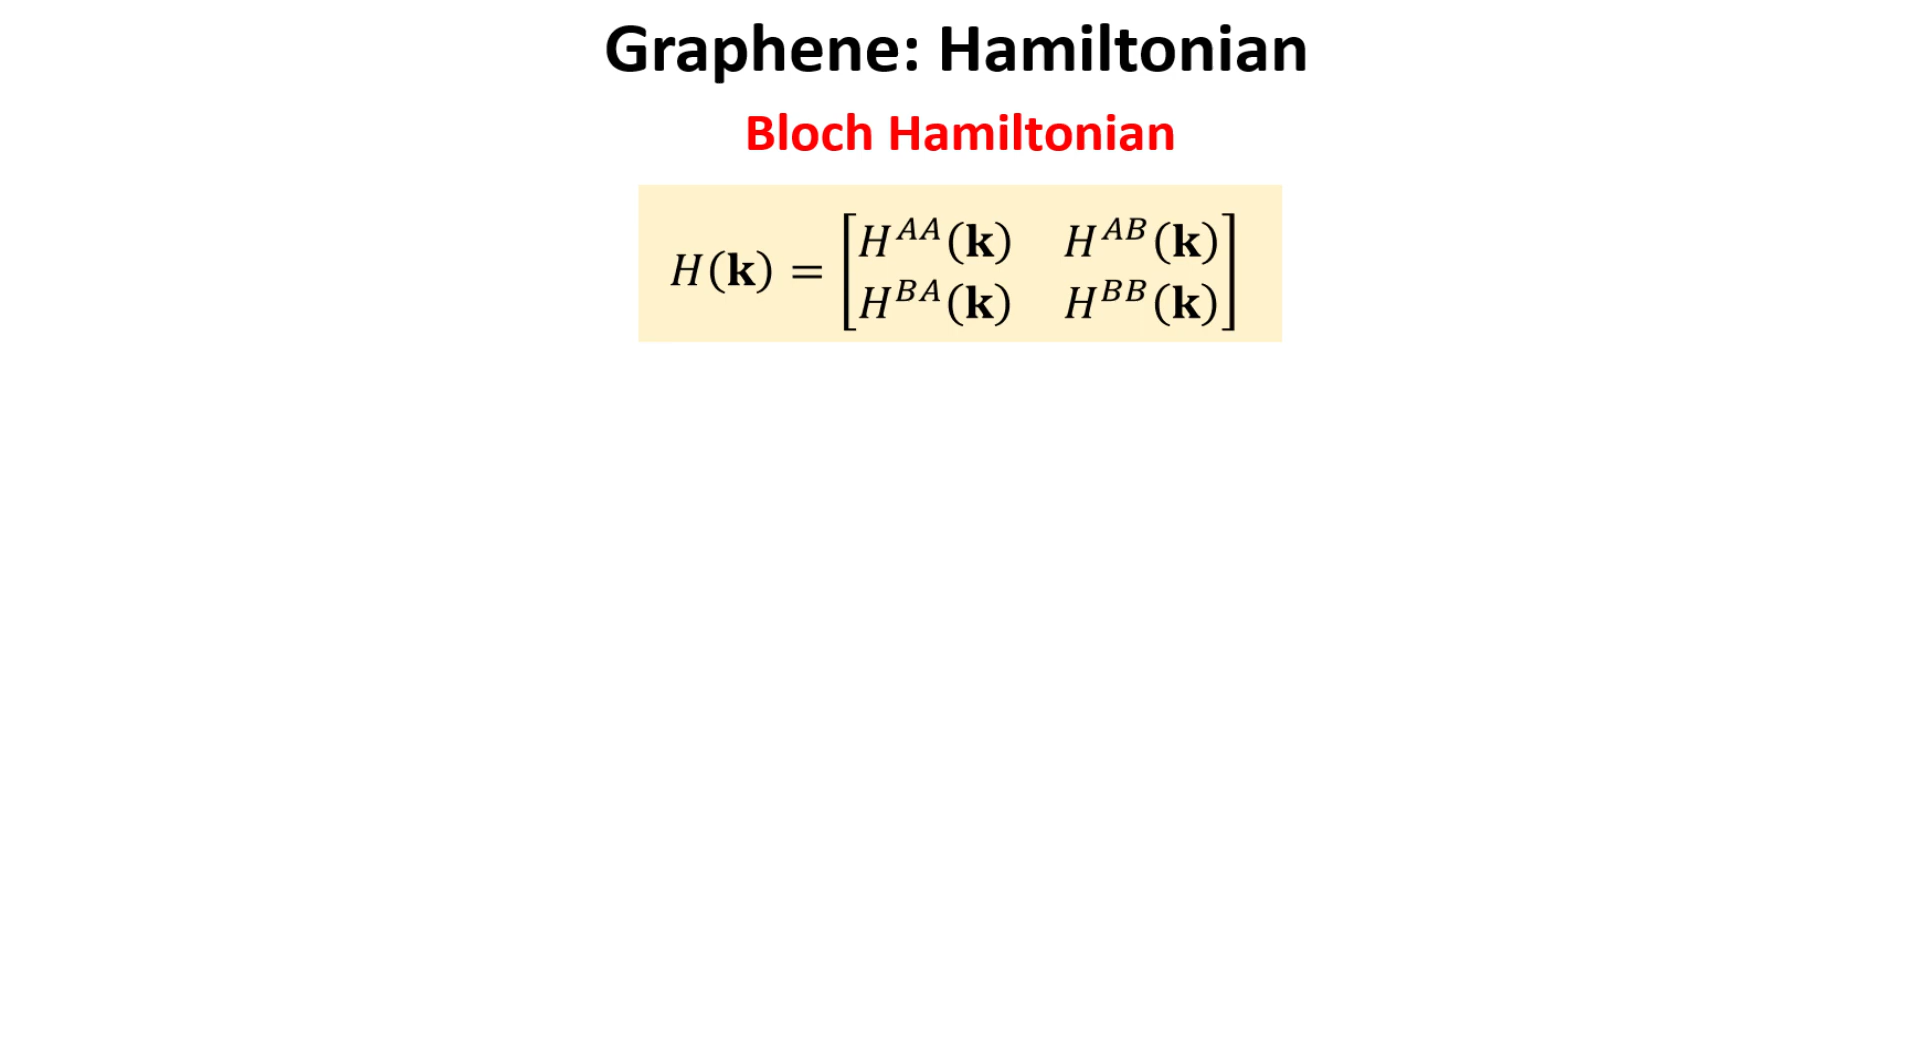 Graphene: Hamiltonian
Bloch Hamiltonian
H(𝐤) = [H^{AA}(𝐤) H^{AB}(𝐤)
H^{BA}(𝐤) H^{BB}(𝐤)]